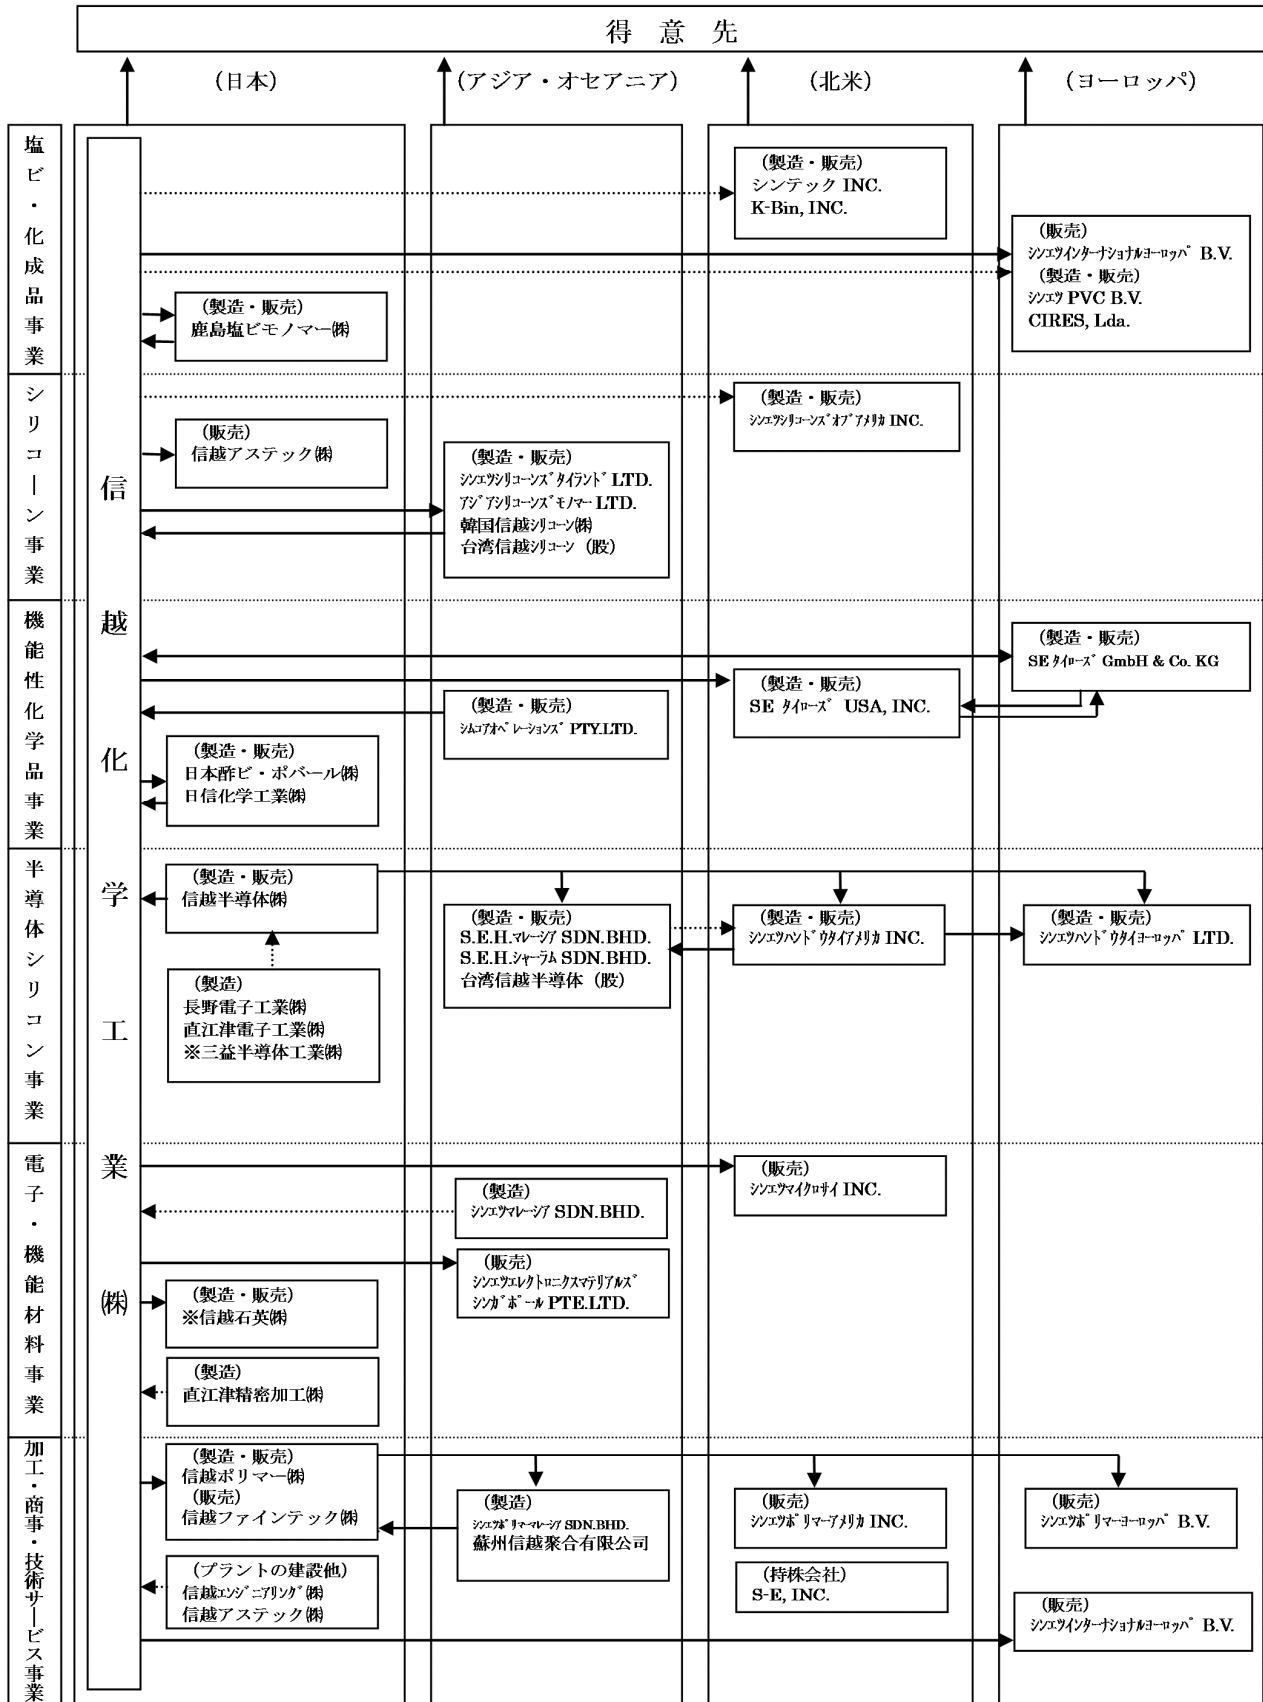 得 意 先
(日本)
(アジア・オセアニア)
(北米)
(ヨーロッパ)
信越化学工業㈱
塩ビ・化成品事業
(製造・販売)
シンテック INC.
K-Bin, INC.
(販売)
ｼﾝｴﾂｲﾝﾀｰﾅｼｮﾅﾙﾖｰﾛｯﾊﾟ B.V.
(製造・販売)
ｼﾝｴﾂ PVC B.V.
CIRES, Lda.
(製造・販売)
鹿島塩ビモノマー㈱
シリコーン事業
(製造・販売)
ｼﾝｴﾂｼﾘｺｰﾝｽﾞｵﾌﾞｱﾒﾘｶ INC.
(販売)
信越アステック㈱
(製造・販売)
ｼﾝｴﾂｼﾘｺｰﾝｽﾞﾀｲﾗﾝﾄﾞ LTD.
ｱｼﾞｱｼﾘｺｰﾝｽﾞﾓﾉﾏｰ LTD.
韓国信越ｼﾘｺｰﾝ㈱
台湾信越ｼﾘｺｰﾝ（股）
機能性化学品事業
(製造・販売)
SE ﾀｲﾛｰｽﾞ GmbH & Co. KG
(製造・販売)
SE ﾀｲﾛｰｽﾞ USA, INC.
(製造・販売)
ｼﾑｺｱｵﾍﾟﾚｰｼｮﾝｽﾞ PTY.LTD.
(製造・販売)
日本酢ビ・ポバール㈱
日信化学工業㈱
半導体シリコン事業
(製造・販売)
信越半導体㈱
(製造・販売)
S.E.H.ﾏﾚｰｼｱ SDN.BHD.
S.E.H.ｼｬｰﾗﾑ SDN.BHD.
台湾信越半導体（股）
(製造・販売)
ｼﾝｴﾂﾊﾝﾄﾞｳﾀｲｱﾒﾘｶ INC.
(製造・販売)
ｼﾝｴﾂﾊﾝﾄﾞｳﾀｲﾖｰﾛｯﾊﾟ LTD.
(製造)
長野電子工業㈱
直江津電子工業㈱
※三益半導体工業㈱
電子・機能材料事業
(販売)
ｼﾝｴﾂﾏｲｸﾛｻｲ INC.
(製造)
ｼﾝｴﾂﾏﾚｰｼｱ SDN.BHD.
(販売)
ｼﾝｴﾂｴﾚｸﾄﾛﾆｸｽﾏﾃﾘｱﾙｽﾞ
ｼﾝｶﾞﾎﾟｰﾙ PTE.LTD.
(製造・販売)
※信越石英㈱
(製造)
直江津精密加工㈱
加工・商事・技術サービス事業
(製造・販売)
信越ポリマー㈱
(販売)
信越ファインテック㈱
(製造)
ｼﾝｴﾂﾎﾟﾘﾏｰﾏﾚｰｼｱ SDN.BHD.
蘇州信越聚合有限公司
(販売)
ｼﾝｴﾂﾎﾟﾘﾏｰｱﾒﾘｶ INC.
(販売)
ｼﾝｴﾂﾎﾟﾘﾏｰﾖｰﾛｯﾊﾟ B.V.
(プラントの建設他)
信越ｴﾝｼﾞﾆｱﾘﾝｸﾞ㈱
信越アステック㈱
(持株会社)
S-E, INC.
(販売)
ｼﾝｴﾂｲﾝﾀｰﾅｼｮﾅﾙﾖｰﾛｯﾊﾟ B.V.